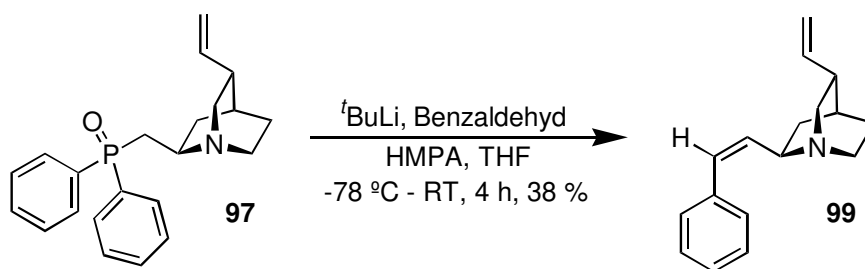 O
P
N
97
ᵗBuLi, Benzaldehyd
HMPA, THF
-78 ºC - RT, 4 h, 38 %
H
N
99